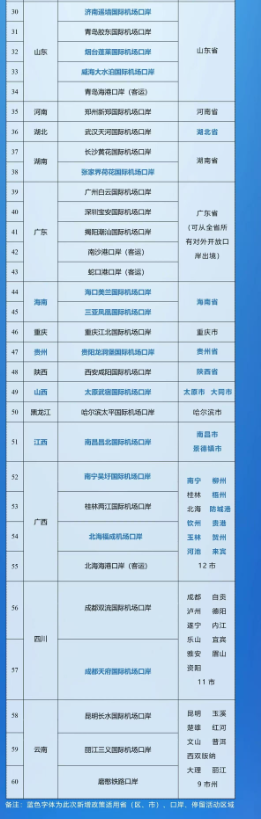 30 济南遥墙国际机场口岸
31 青岛胶东国际机场口岸
32 山东 烟台蓬莱国际机场口岸 山东省
33 威海大水泊国际机场口岸
34 青岛海港口岸（客运）
35 河南 郑州新郑国际机场口岸 河南省
36 湖北 武汉天河国际机场口岸 湖北省
37 长沙黄花国际机场口岸
湖南 湖南省
38 张家界荷花国际机场口岸
39 广州白云国际机场口岸
40 深圳宝安国际机场口岸 广东省
41 广东 揭阳潮汕国际机场口岸 （可从全省所
有对外开放口
42 南沙港口岸（客运） 岸出境）
43 蛇口港口岸（客运）
44 海口美兰国际机场口岸
海南 海南省
45 三亚凤凰国际机场口岸
46 重庆 重庆江北国际机场口岸 重庆市
47 贵州 贵阳龙洞堡国际机场口岸 贵州省
48 陕西 西安咸阳国际机场口岸 陕西省
49 山西 太原武宿国际机场口岸 太原市 大同市
50 黑龙江 哈尔滨太平国际机场口岸 哈尔滨市
51 江西 南昌昌北国际机场口岸 南昌市
景德镇市
52 南宁吴圩国际机场口岸 南宁 柳州
53 桂林两江国际机场口岸 桂林 梧州
广西 北海 防城港
54 北海福成机场口岸 钦州 贵港
玉林 贺州
河池 来宾
55 北海海港口岸（客运） 12 市
56 成都双流国际机场口岸 成都 自贡
泸州 德阳
遂宁 内江
四川 乐山 宜宾
57 成都天府国际机场口岸 雅安 眉山
资阳
11 市
58 昆明长水国际机场口岸 昆明 玉溪
楚雄 红河
59 云南 丽江三义国际机场口岸 文山 普洱
西双版纳
60 磨憨铁路口岸 大理 丽江
9 市州
备注：蓝色字体为此次新增政策适用省（区、市）、口岸、停留活动区域